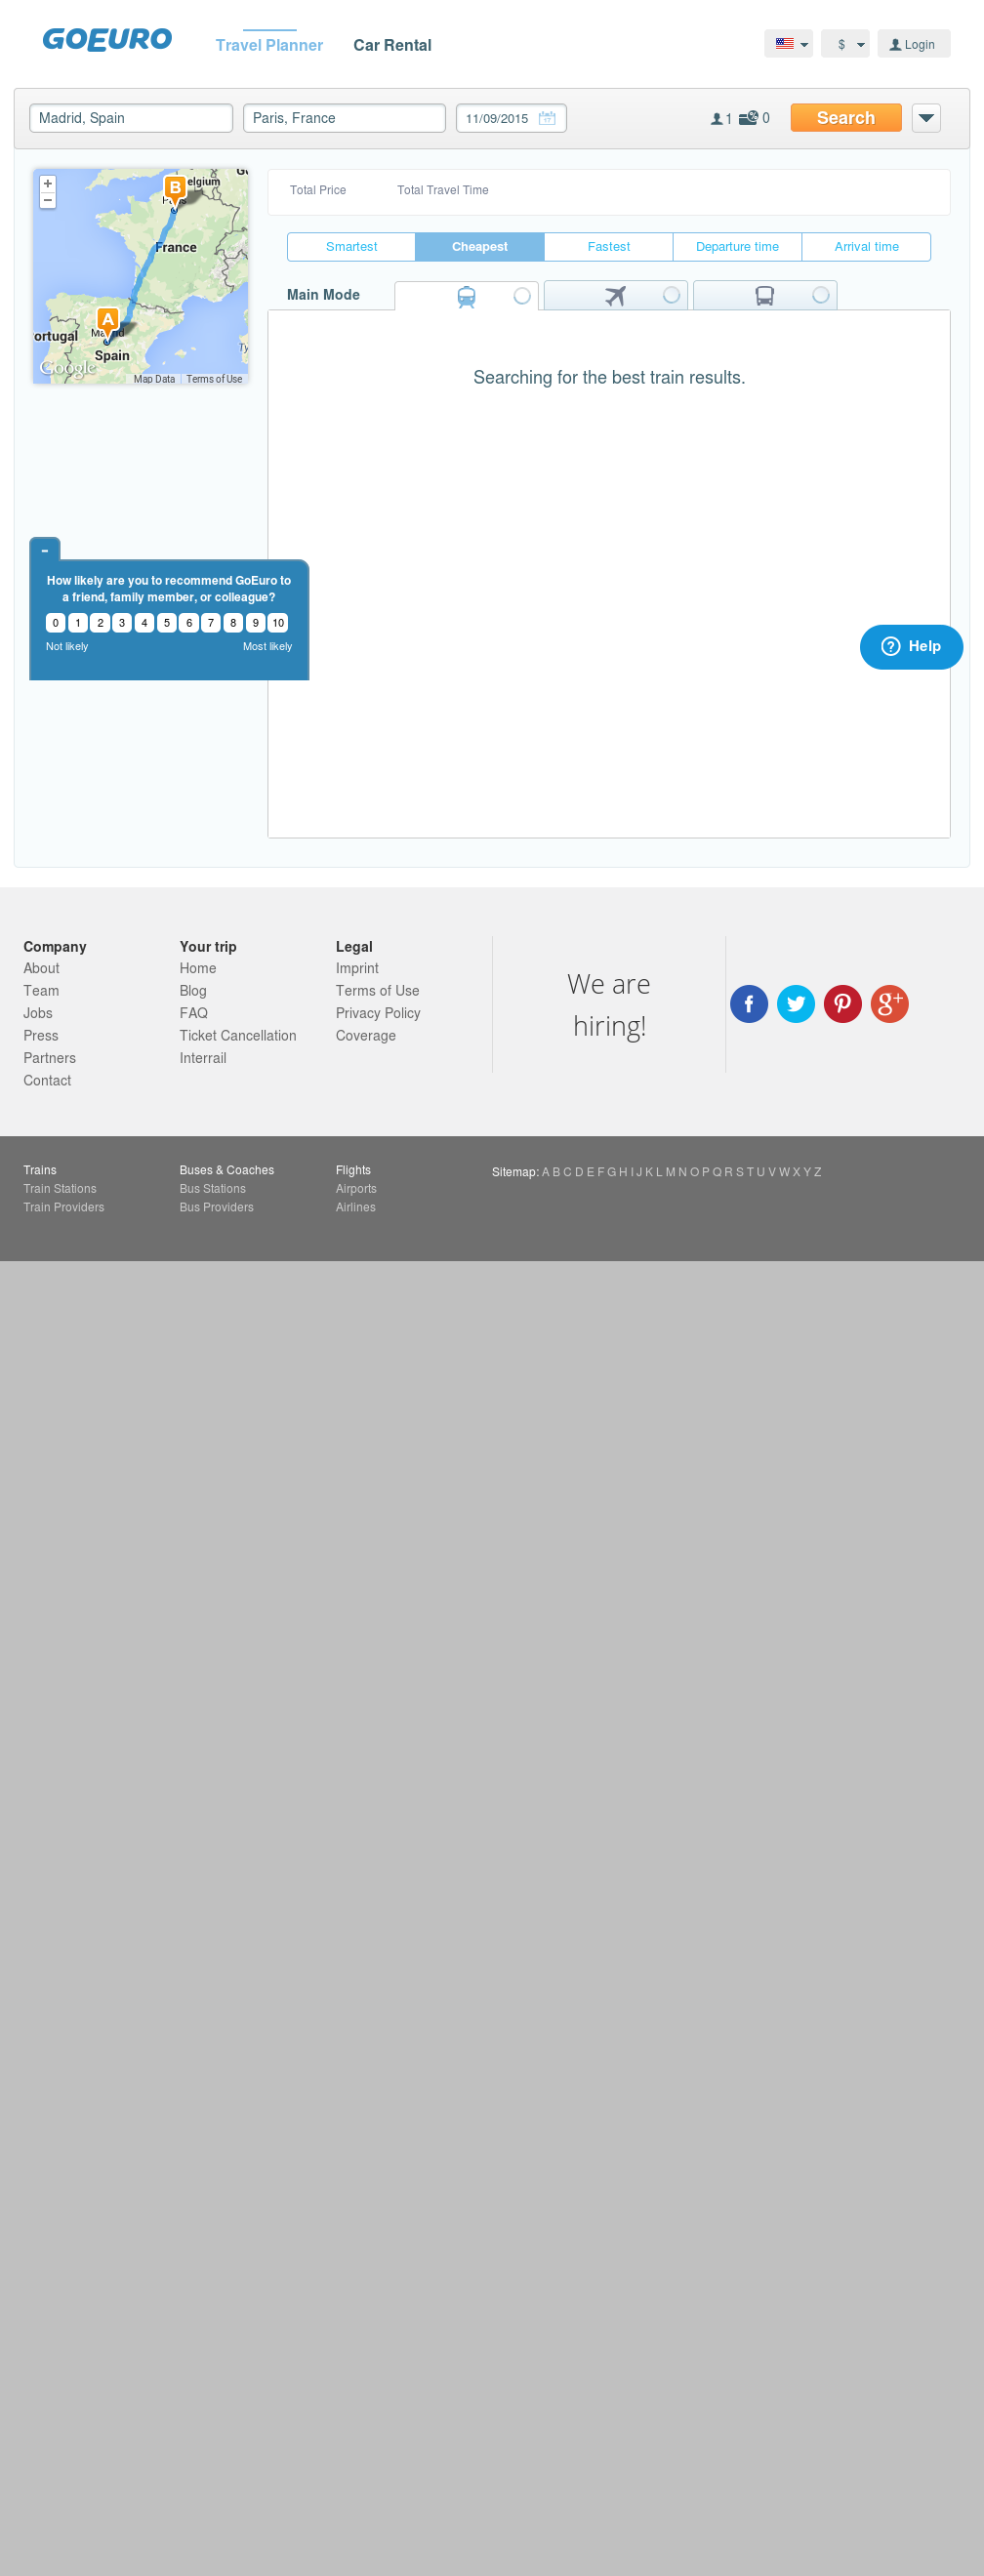 GOEURO
Travel Planner
Car Rental
$
Login
Madrid, Spain
Paris, France
11/09/2015
17
1
0
Search
+
−
B
elgium
France
A
ortugal
Spain
Google
Map Data
Terms of Use
Total Price
Total Travel Time
Smartest
Cheapest
Fastest
Departure time
Arrival time
Main Mode
Searching for the best train results.
-
How likely are you to recommend GoEuro to
a friend, family member, or colleague?
0 1 2 3 4 5 6 7 8 9 10
Not likely
Most likely
? Help
Company
About
Team
Jobs
Press
Partners
Contact
Your trip
Home
Blog
FAQ
Ticket Cancellation
Interrail
Legal
Imprint
Terms of Use
Privacy Policy
Coverage
We are
hiring!
Trains
Train Stations
Train Providers
Buses & Coaches
Bus Stations
Bus Providers
Flights
Airports
Airlines
Sitemap: A B C D E F G H I J K L M N O P Q R S T U V W X Y Z